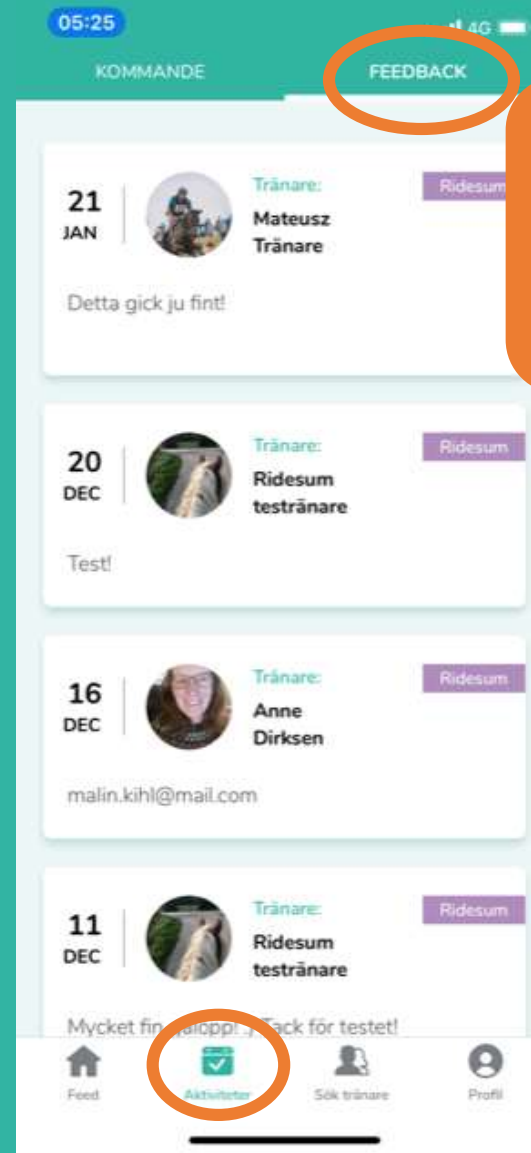 05:25
4G
KOMMANDE FEEDBACK
Tränare: Ridesum
21 Mateusz
JAN Tränare
Detta gick ju fint!
Tränare: Ridesum
20 Ridesum
DEC testränare
Test!
Tränare: Ridesum
16 Anne
DEC Dirksen
malin.kihl@mail.com
Tränare: Ridesum
11 Ridesum
DEC testränare
Mycket fin galopp! :) Tack för testet!
Feed Aktiviteter Sök tränare Profil